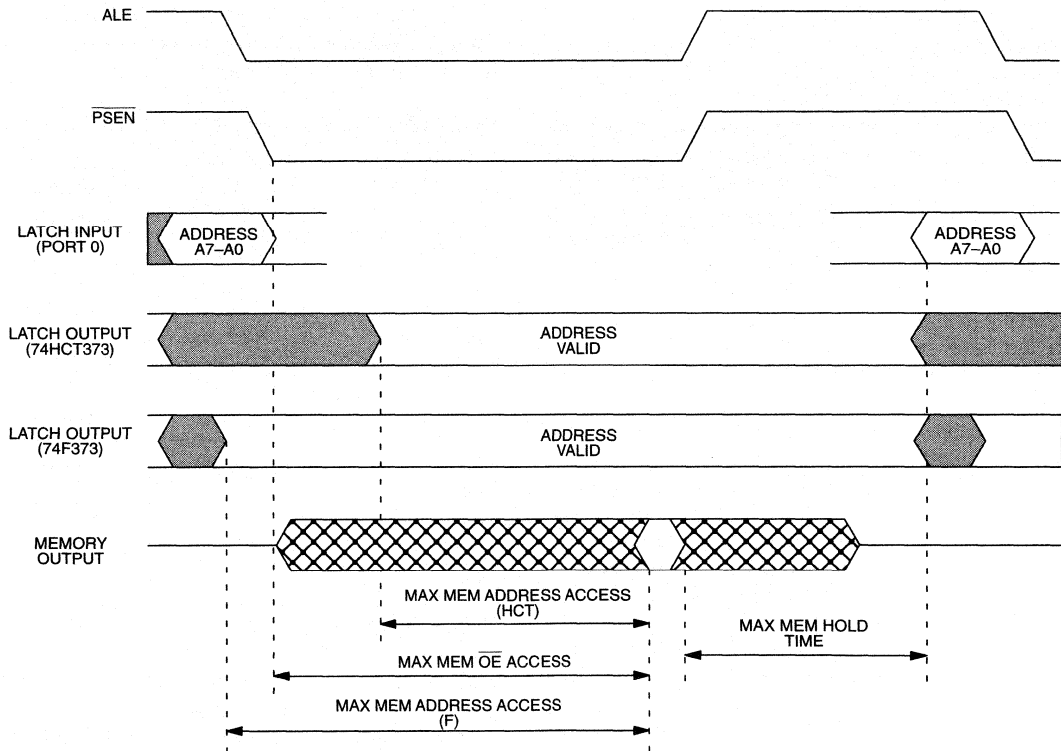 ALE
PSEN
LATCH INPUT
(PORT 0)
ADDRESS
A7–A0
ADDRESS
A7–A0
LATCH OUTPUT
(74HCT373)
ADDRESS
VALID
LATCH OUTPUT
(74F373)
ADDRESS
VALID
MEMORY
OUTPUT
MAX MEM ADDRESS ACCESS
(HCT)
MAX MEM HOLD
TIME
MAX MEM OE ACCESS
MAX MEM ADDRESS ACCESS
(F)